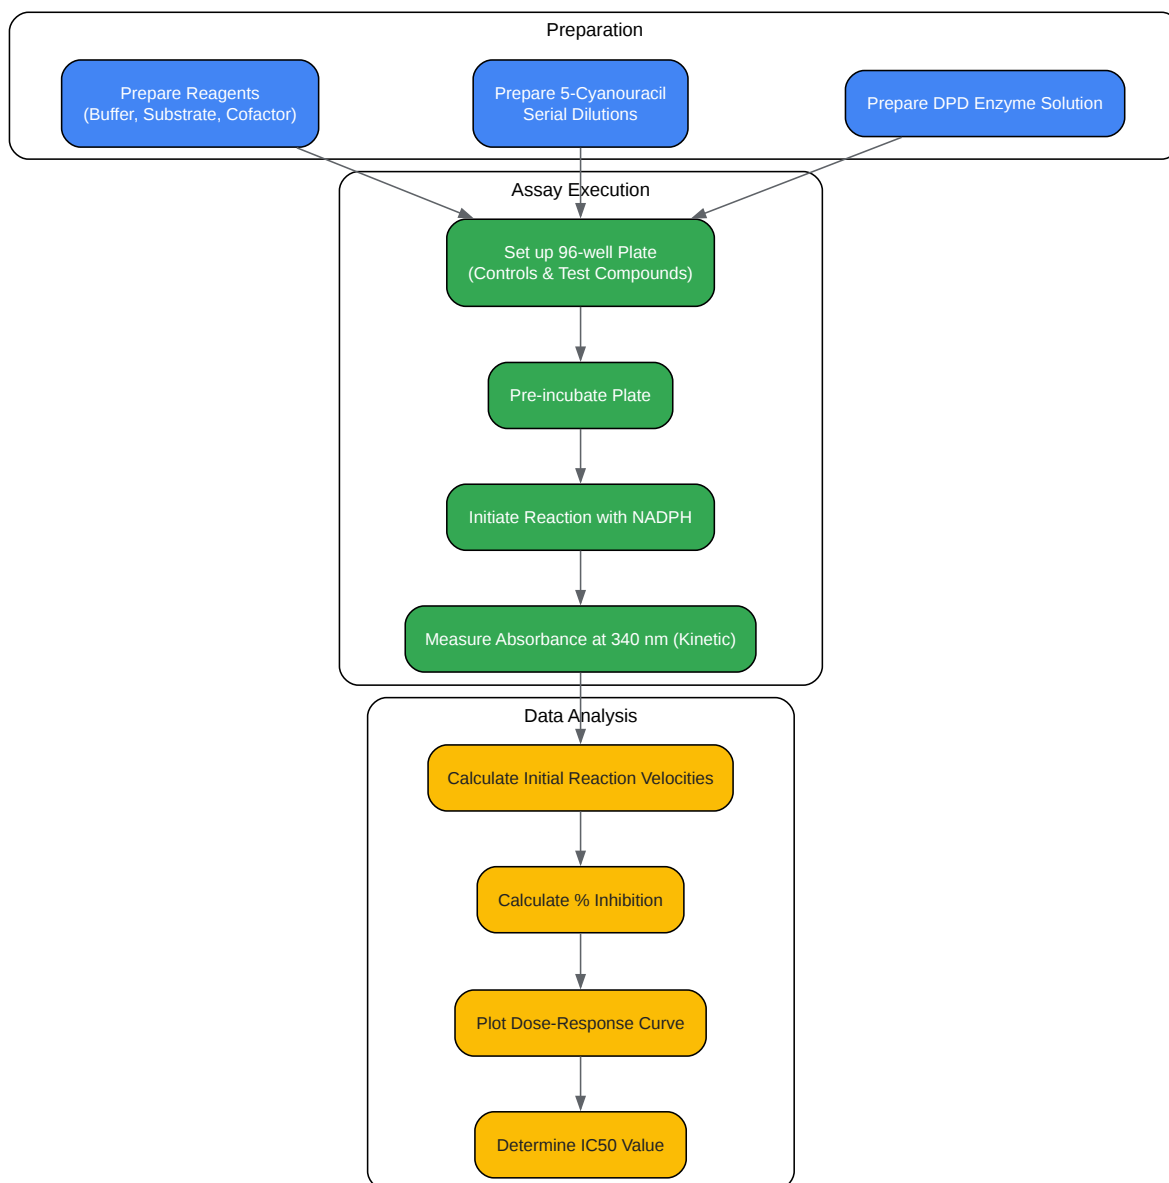 Preparation
Prepare Reagents
(Buffer, Substrate, Cofactor)
Prepare 5-Cyanouracil
Serial Dilutions
Prepare DPD Enzyme Solution
Assay Execution
Set up 96-well Plate
(Controls & Test Compounds)
Pre-incubate Plate
Initiate Reaction with NADPH
Measure Absorbance at 340 nm (Kinetic)
Data Analysis
Calculate Initial Reaction Velocities
Calculate % Inhibition
Plot Dose-Response Curve
Determine IC50 Value